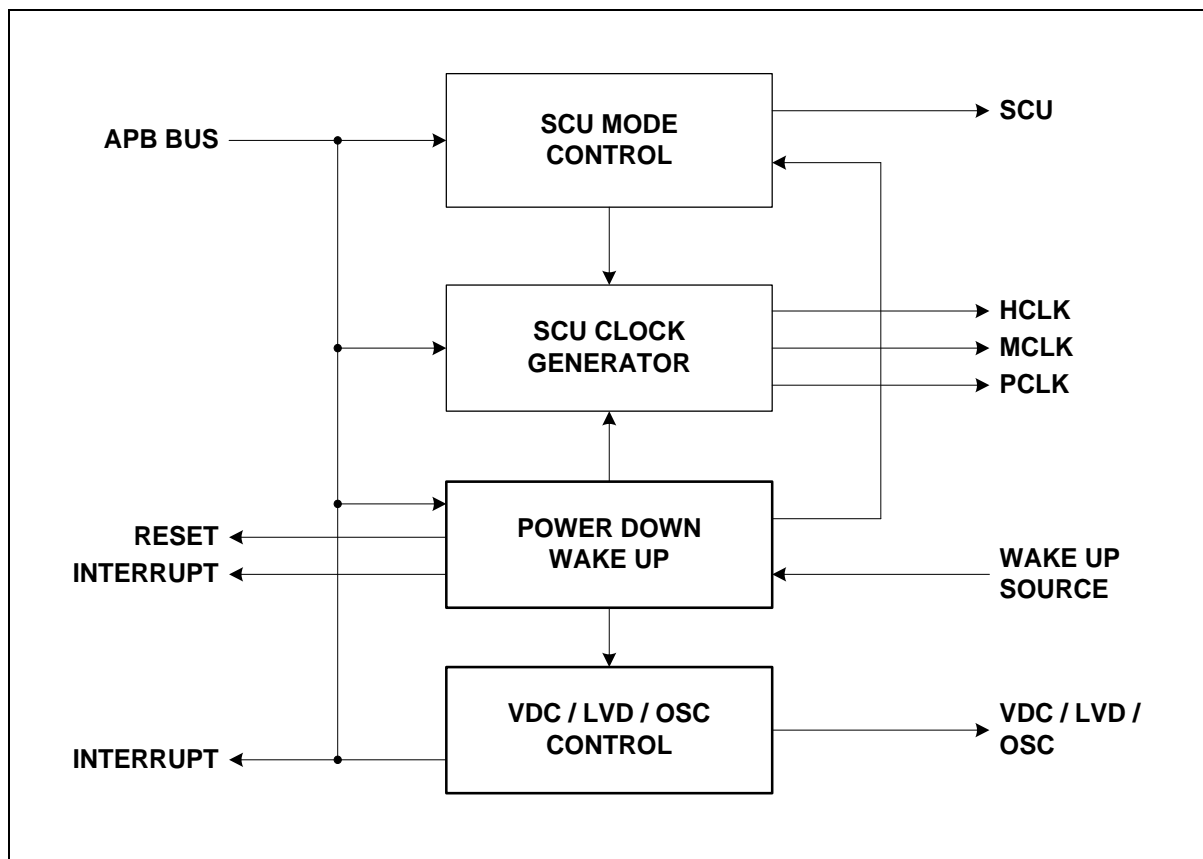 SCU MODE
CONTROL
SCU
APB BUS
SCU CLOCK
GENERATOR
HCLK
MCLK
PCLK
POWER DOWN
WAKE UP
RESET
INTERRUPT
WAKE UP
SOURCE
VDC / LVD / OSC
CONTROL
VDC / LVD /
OSC
INTERRUPT